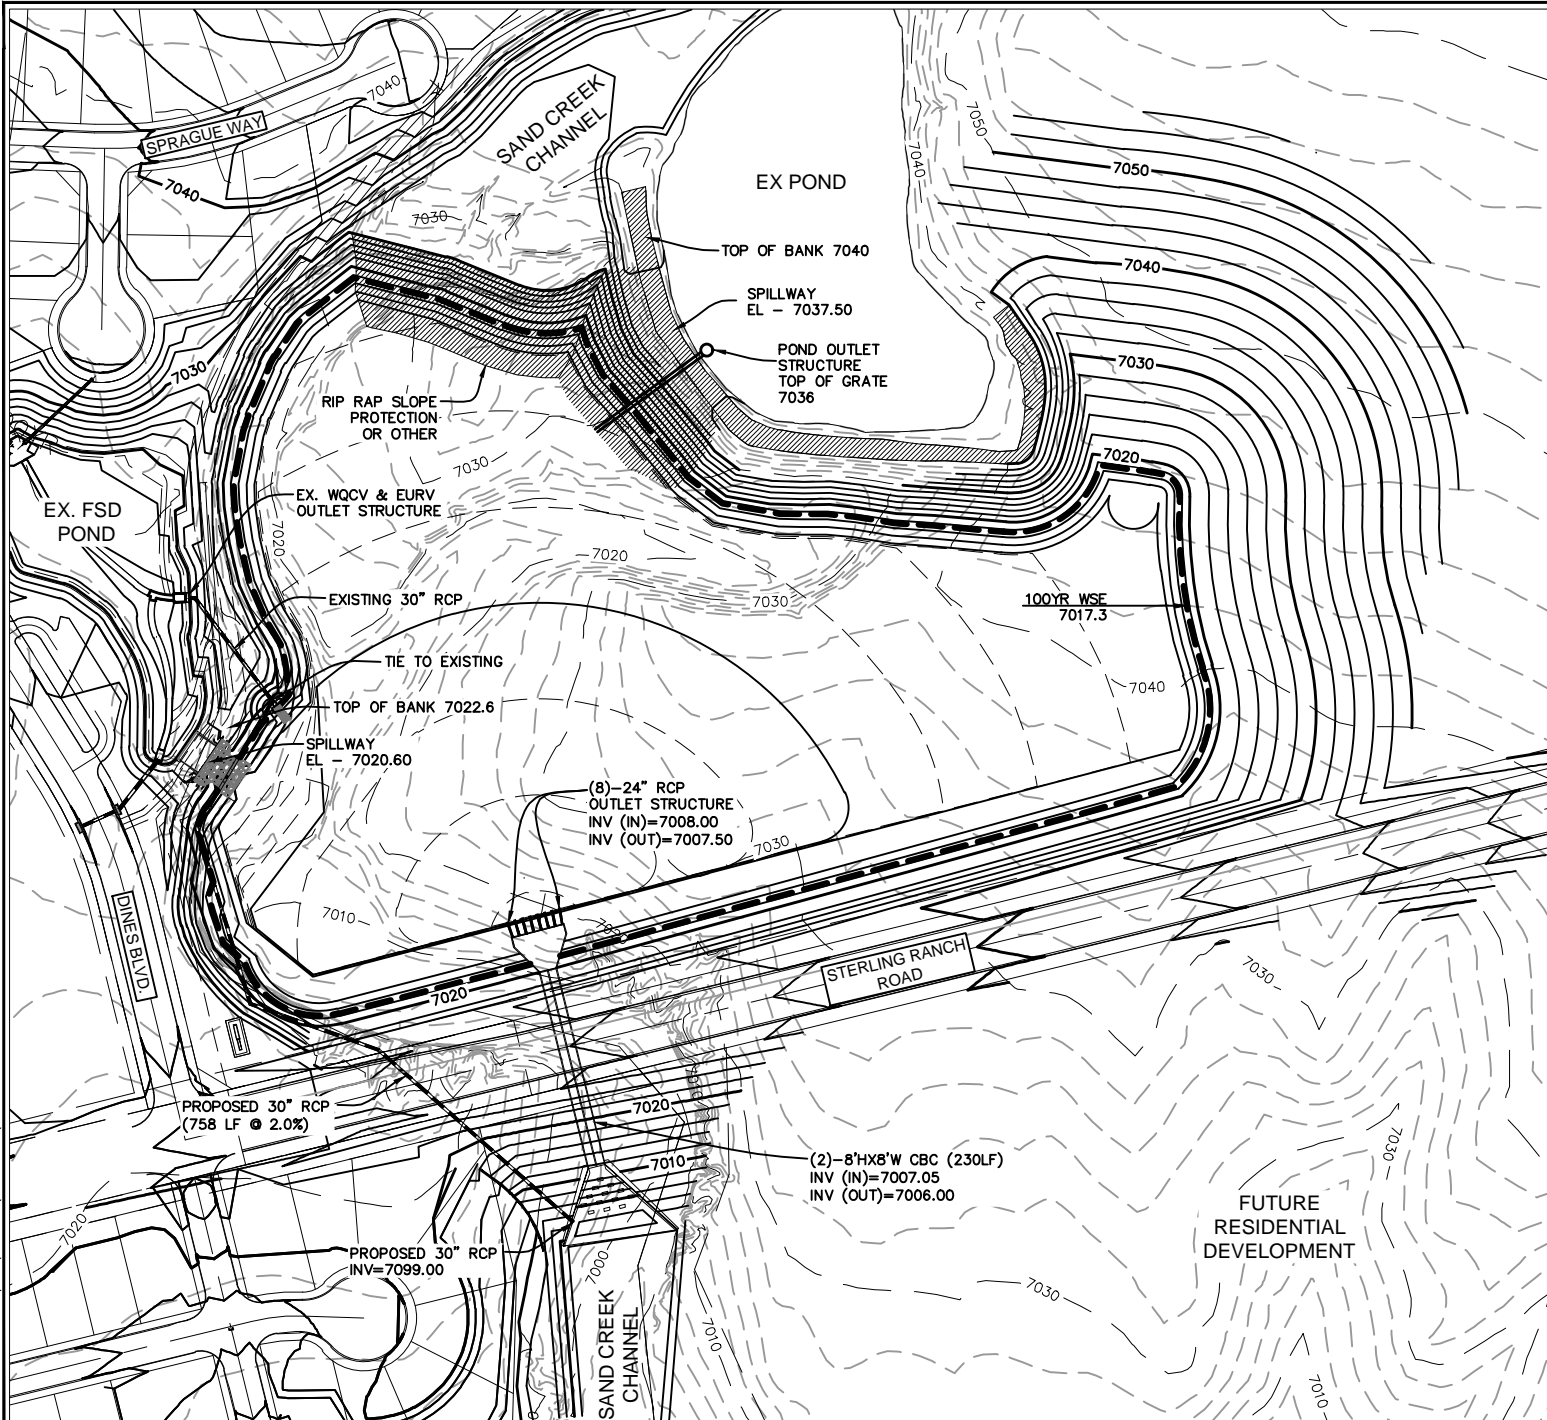 7040
SPRAGUE WAY
7040
SAND CREEK
CHANNEL
7030
EX POND
7050
7040
7050
7040
TOP OF BANK 7040
SPILLWAY
EL - 7037.50
POND OUTLET
STRUCTURE
TOP OF GRATE
7036
7030
7030
RIP RAP SLOPE
PROTECTION
OR OTHER
7030
7020
EX. WQCV & EURV
OUTLET STRUCTURE
EX. FSD
POND
7020
7020
7030
EXISTING 30" RCP
100YR WSE
7017.3
TIE TO EXISTING
7040
TOP OF BANK 7022.6
SPILLWAY
EL - 7020.60
(8)-24" RCP
OUTLET STRUCTURE
INV (IN)=7008.00
INV (OUT)=7007.50
7030
7010
7020
DINES BLVD.
STERLING RANCH
ROAD
7020
7030
7010
PROPOSED 30" RCP
(758 LF @ 2.0%)
7020
7010
(2)-8'HX8'W CBC (230LF)
INV (IN)=7007.05
INV (OUT)=7006.00
7030
FUTURE
RESIDENTIAL
DEVELOPMENT
7020
PROPOSED 30" RCP
INV=7099.00
7000
7030
SAND CREEK
CHANNEL
7010
7010